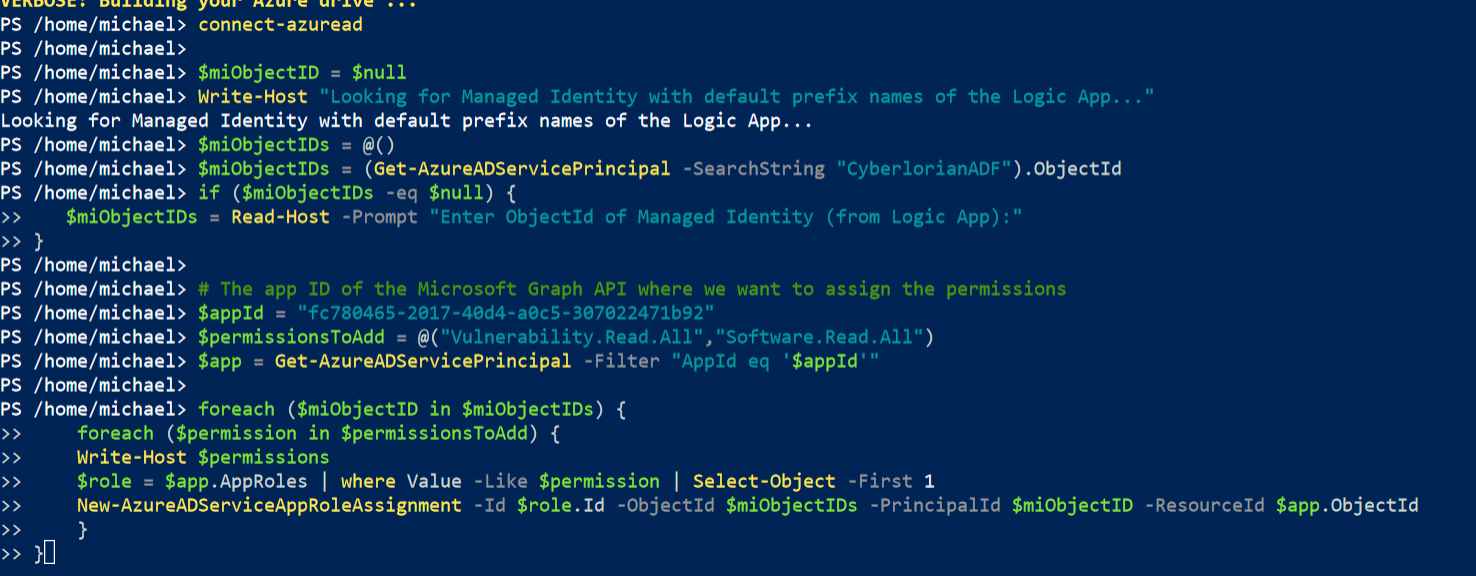 VERBOSE: Building your Azure drive ...
PS /home/michael> connect-azuread
PS /home/michael>
PS /home/michael> $miObjectID = $null
PS /home/michael> Write-Host "Looking for Managed Identity with default prefix names of the Logic App..."
Looking for Managed Identity with default prefix names of the Logic App...
PS /home/michael> $miObjectIDs = @()
PS /home/michael> $miObjectIDs = (Get-AzureADServicePrincipal -SearchString "CyberlorianADF").ObjectId
PS /home/michael> if ($miObjectIDs -eq $null) {
>>    $miObjectIDs = Read-Host -Prompt "Enter ObjectId of Managed Identity (from Logic App):"
>> }
PS /home/michael>
PS /home/michael> # The app ID of the Microsoft Graph API where we want to assign the permissions
PS /home/michael> $appId = "fc780465-2017-40d4-a0c5-307022471b92"
PS /home/michael> $permissionsToAdd = @("Vulnerability.Read.All","Software.Read.All")
PS /home/michael> $app = Get-AzureADServicePrincipal -Filter "AppId eq '$appId'"
PS /home/michael>
PS /home/michael> foreach ($miObjectID in $miObjectIDs) {
>>     foreach ($permission in $permissionsToAdd) {
>>     Write-Host $permissions
>>     $role = $app.AppRoles | where Value -Like $permission | Select-Object -First 1
>>     New-AzureADServiceAppRoleAssignment -Id $role.Id -ObjectId $miObjectIDs -PrincipalId $miObjectID -ResourceId $app.ObjectId
>>     }
>> }